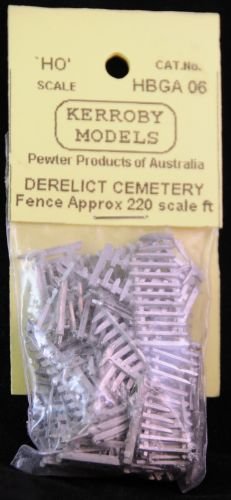 'HO' CAT.No.
SCALE HBGA 06
KERROBY
MODELS
Pewter Products of Australia
DERELICT CEMETERY
Fence Approx 220 scale ft